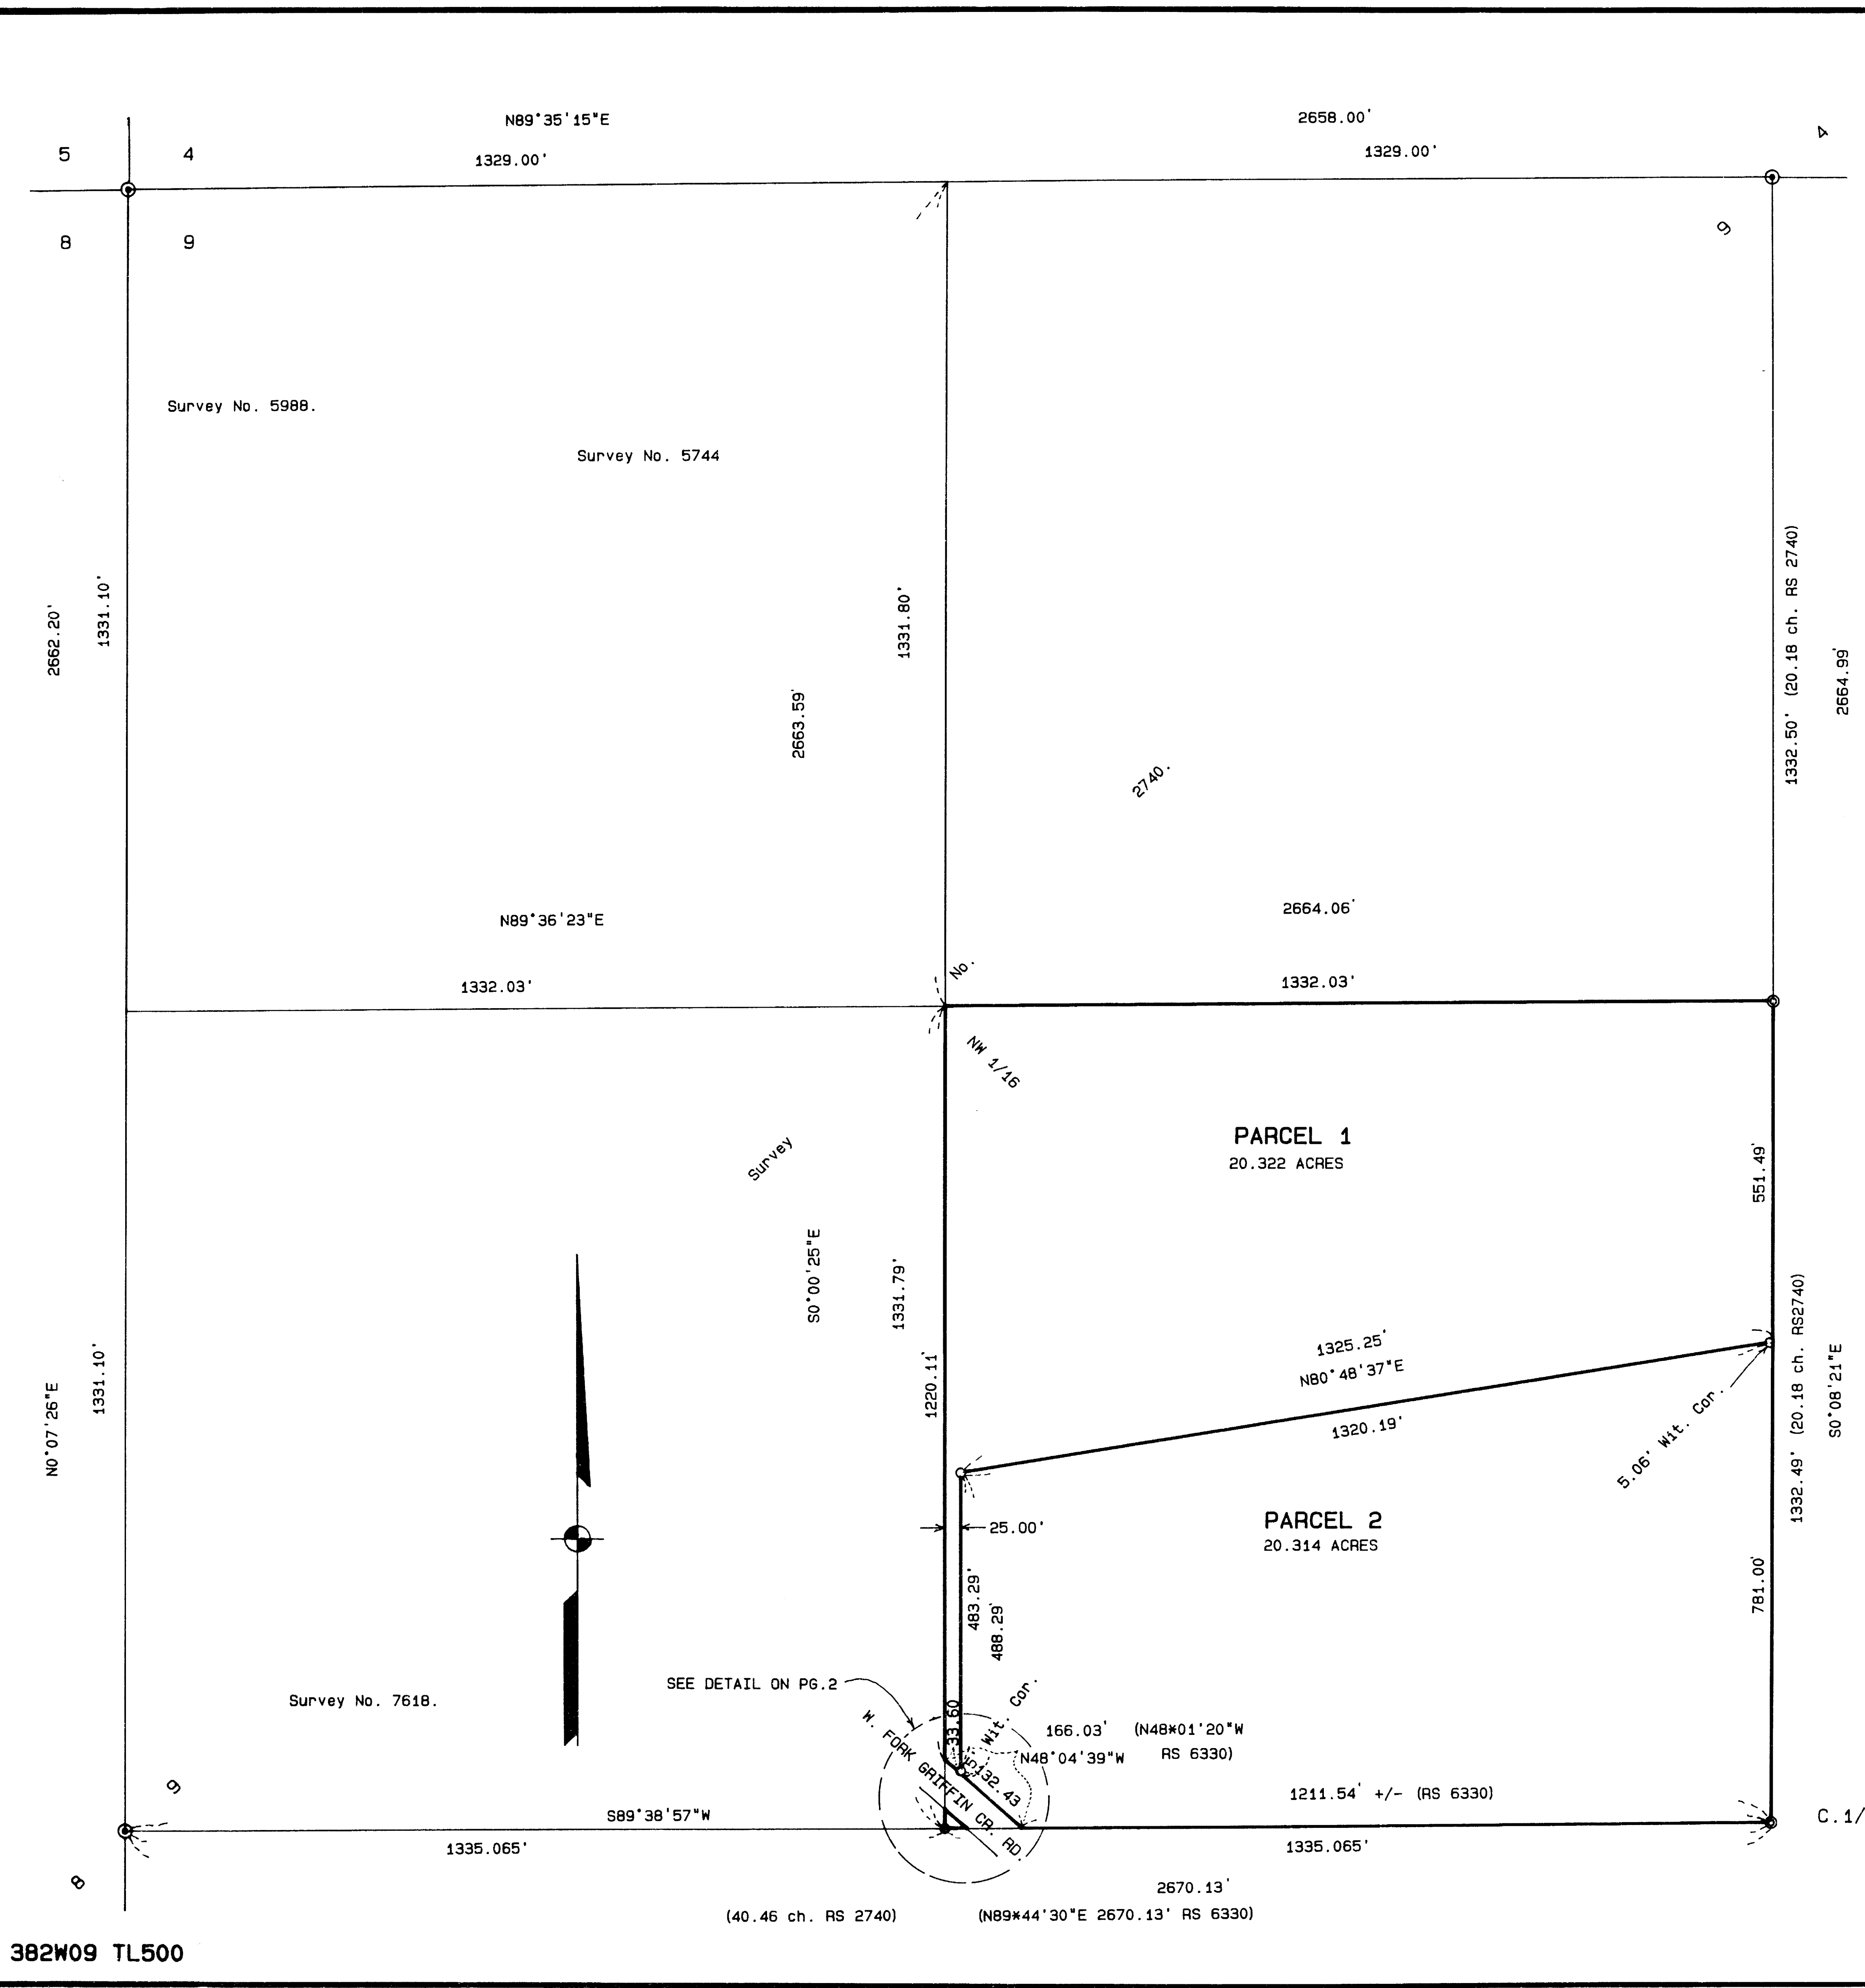 N89°35'15"E
2658.00'
5
4
1329.00'
1329.00'
4
8
9
9
Survey No. 5988.
Survey No. 5744
2662.20'
1331.10'
1331.80'
2663.59'
1332.50' (20.18 ch. RS 2740)
2664.99'
2740.
N89°36'23"E
2664.06'
1332.03'
No.
1332.03'
NW 1/16
Survey
PARCEL 1
20.322 ACRES
551.49'
S0°00'25"E
1331.79'
1220.11'
N0°07'26"E
1331.10'
1325.25'
N80°48'37"E
1320.19'
5.06' Wit. Cor.
1332.49' (20.18 ch. RS2740)
S0°08'21"E
25.00'
PARCEL 2
20.314 ACRES
483.29'
488.29'
781.00'
SEE DETAIL ON PG.2
Survey No. 7618.
W. FORK GRIFFIN CR. RD.
33.60
5' Wit. Cor.
132.43
166.03' (N48*01'20"W
N48°04'39"W RS 6330)
1211.54' +/- (RS 6330)
9
S89°38'57"W
C.1/
1335.065'
1335.065'
8
2670.13'
(40.46 ch. RS 2740) (N89*44'30"E 2670.13' RS 6330)
382W09 TL500